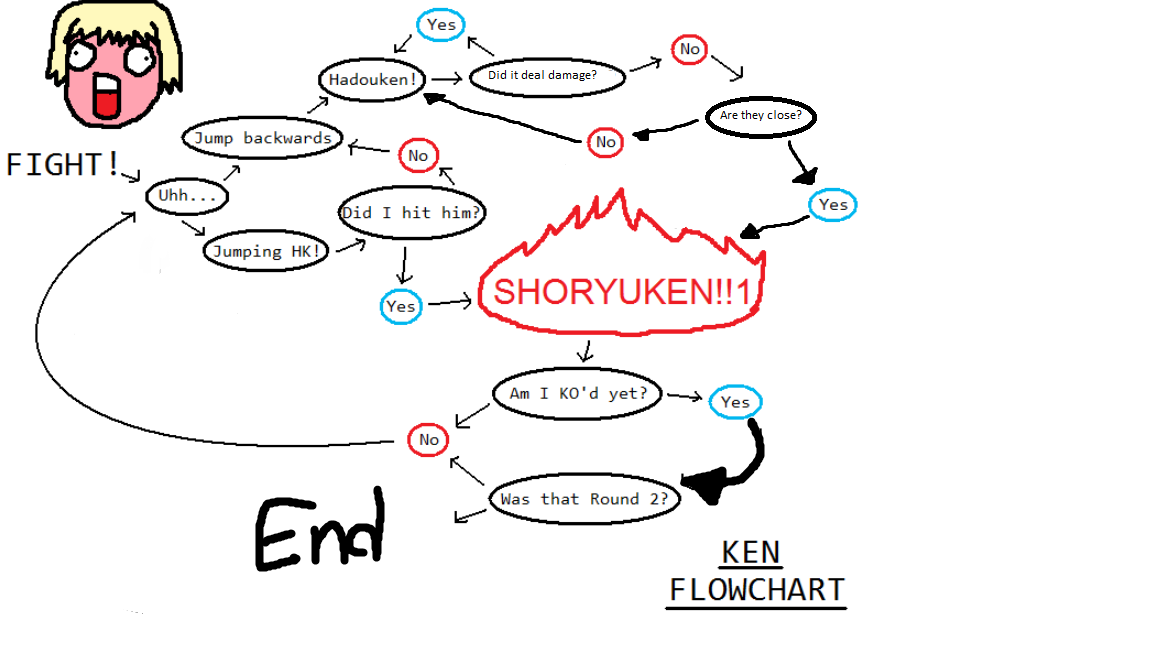 Yes
No
Hadouken!
Did it deal damage?
Are they close?
Jump backwards
No
No
FIGHT!
Uhh...
Did I hit him?
Yes
Jumping HK!
Yes
SHORYUKEN!!1
Am I KO'd yet?
Yes
No
Was that Round 2?
End
KEN
FLOWCHART